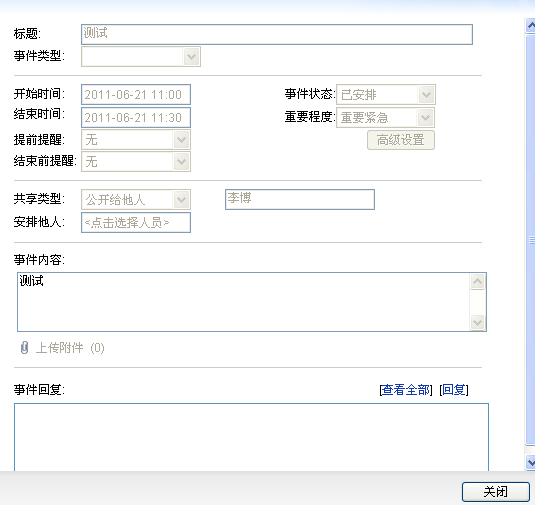 标题: 测试
事件类型:
开始时间: 2011-06-21 11:00 事件状态: 已安排
结束时间: 2011-06-21 11:30 重要程度: 重要紧急
提前提醒: 无 高级设置
结束前提醒: 无
共享类型: 公开给他人 李博
安排他人: <点击选择人员>
事件内容:
测试
上传附件 (0)
事件回复: [查看全部] [回复]
关闭